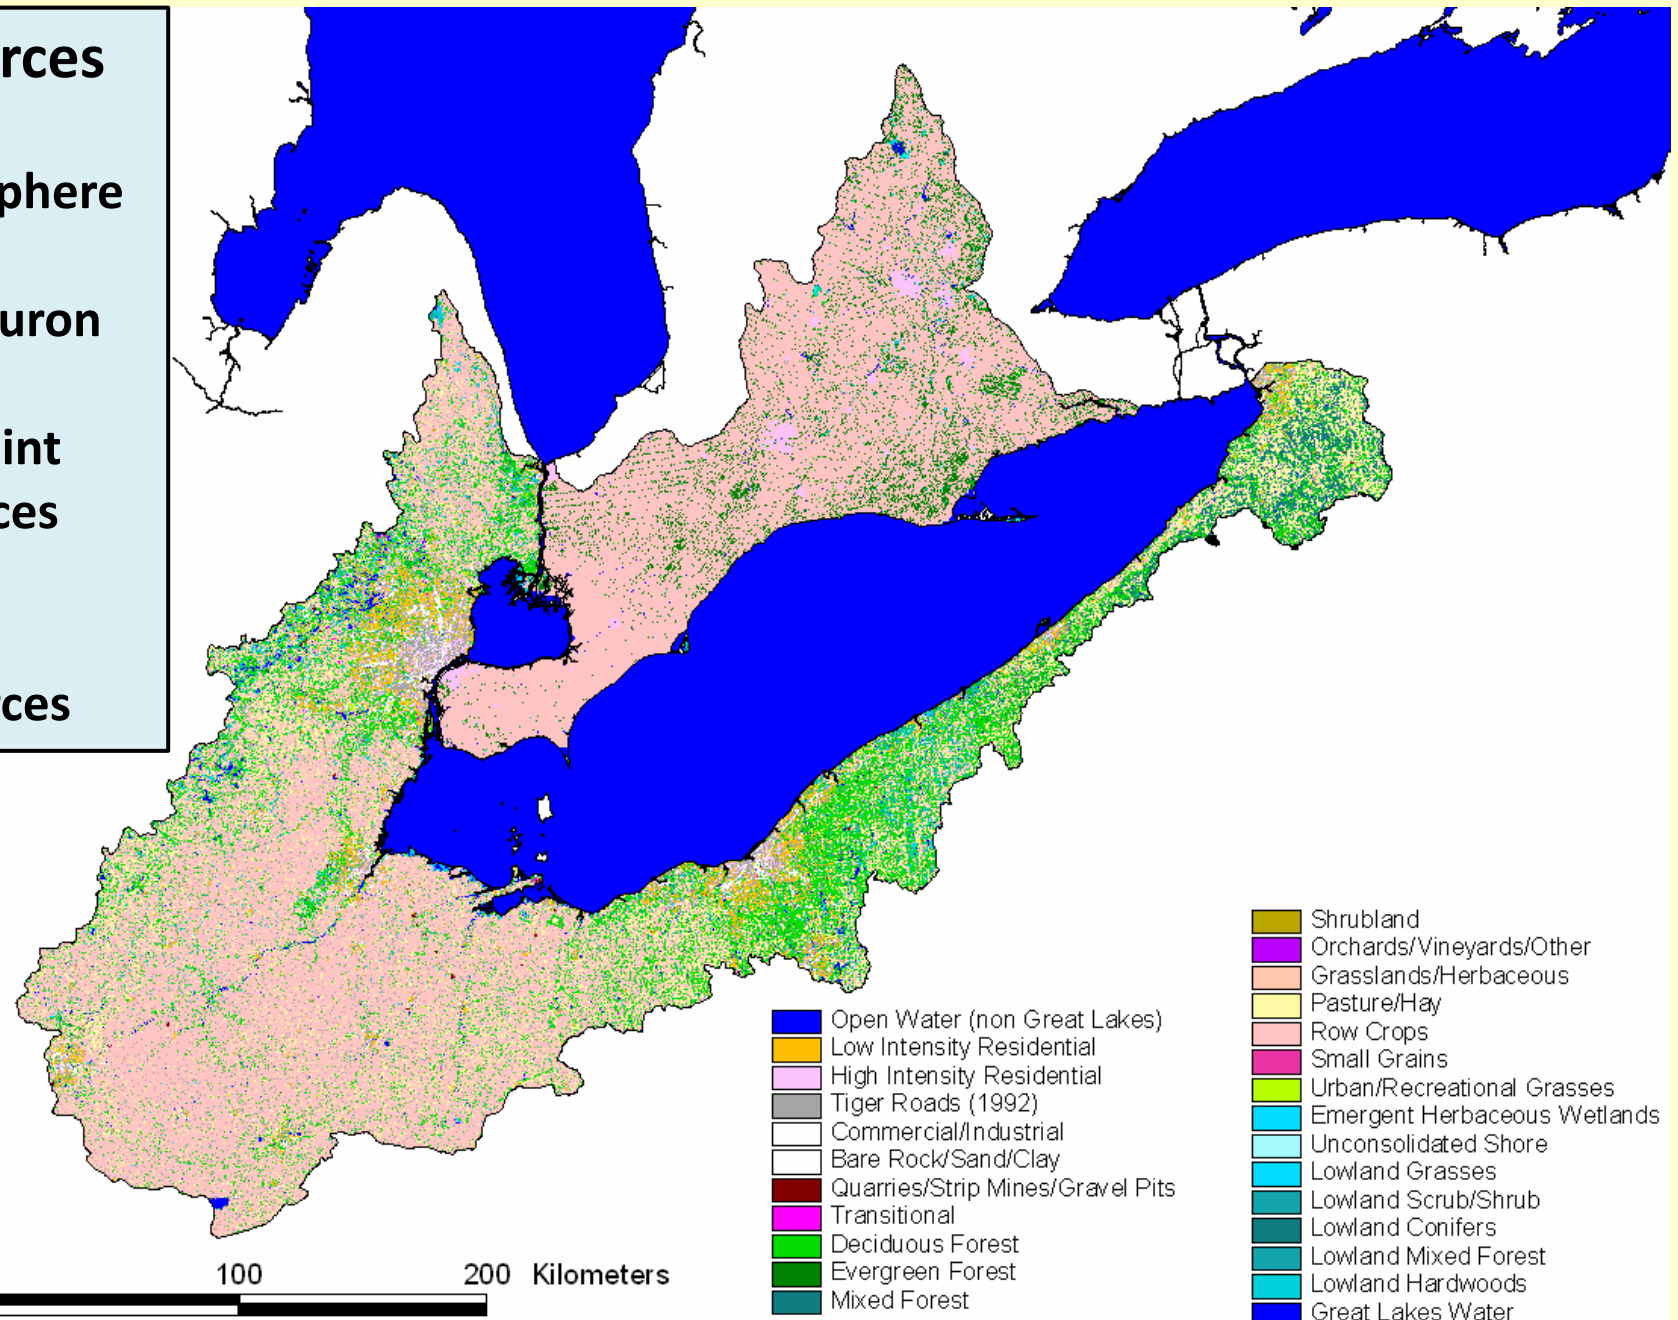 rces
phere
uron
int
ces
rces
100 200 Kilometers
Open Water (non Great Lakes)
Low Intensity Residential
High Intensity Residential
Tiger Roads (1992)
Commercial/Industrial
Bare Rock/Sand/Clay
Quarries/Strip Mines/Gravel Pits
Transitional
Deciduous Forest
Evergreen Forest
Mixed Forest
Shrubland
Orchards/Vineyards/Other
Grasslands/Herbaceous
Pasture/Hay
Row Crops
Small Grains
Urban/Recreational Grasses
Emergent Herbaceous Wetlands
Unconsolidated Shore
Lowland Grasses
Lowland Scrub/Shrub
Lowland Conifers
Lowland Mixed Forest
Lowland Hardwoods
Great Lakes Water